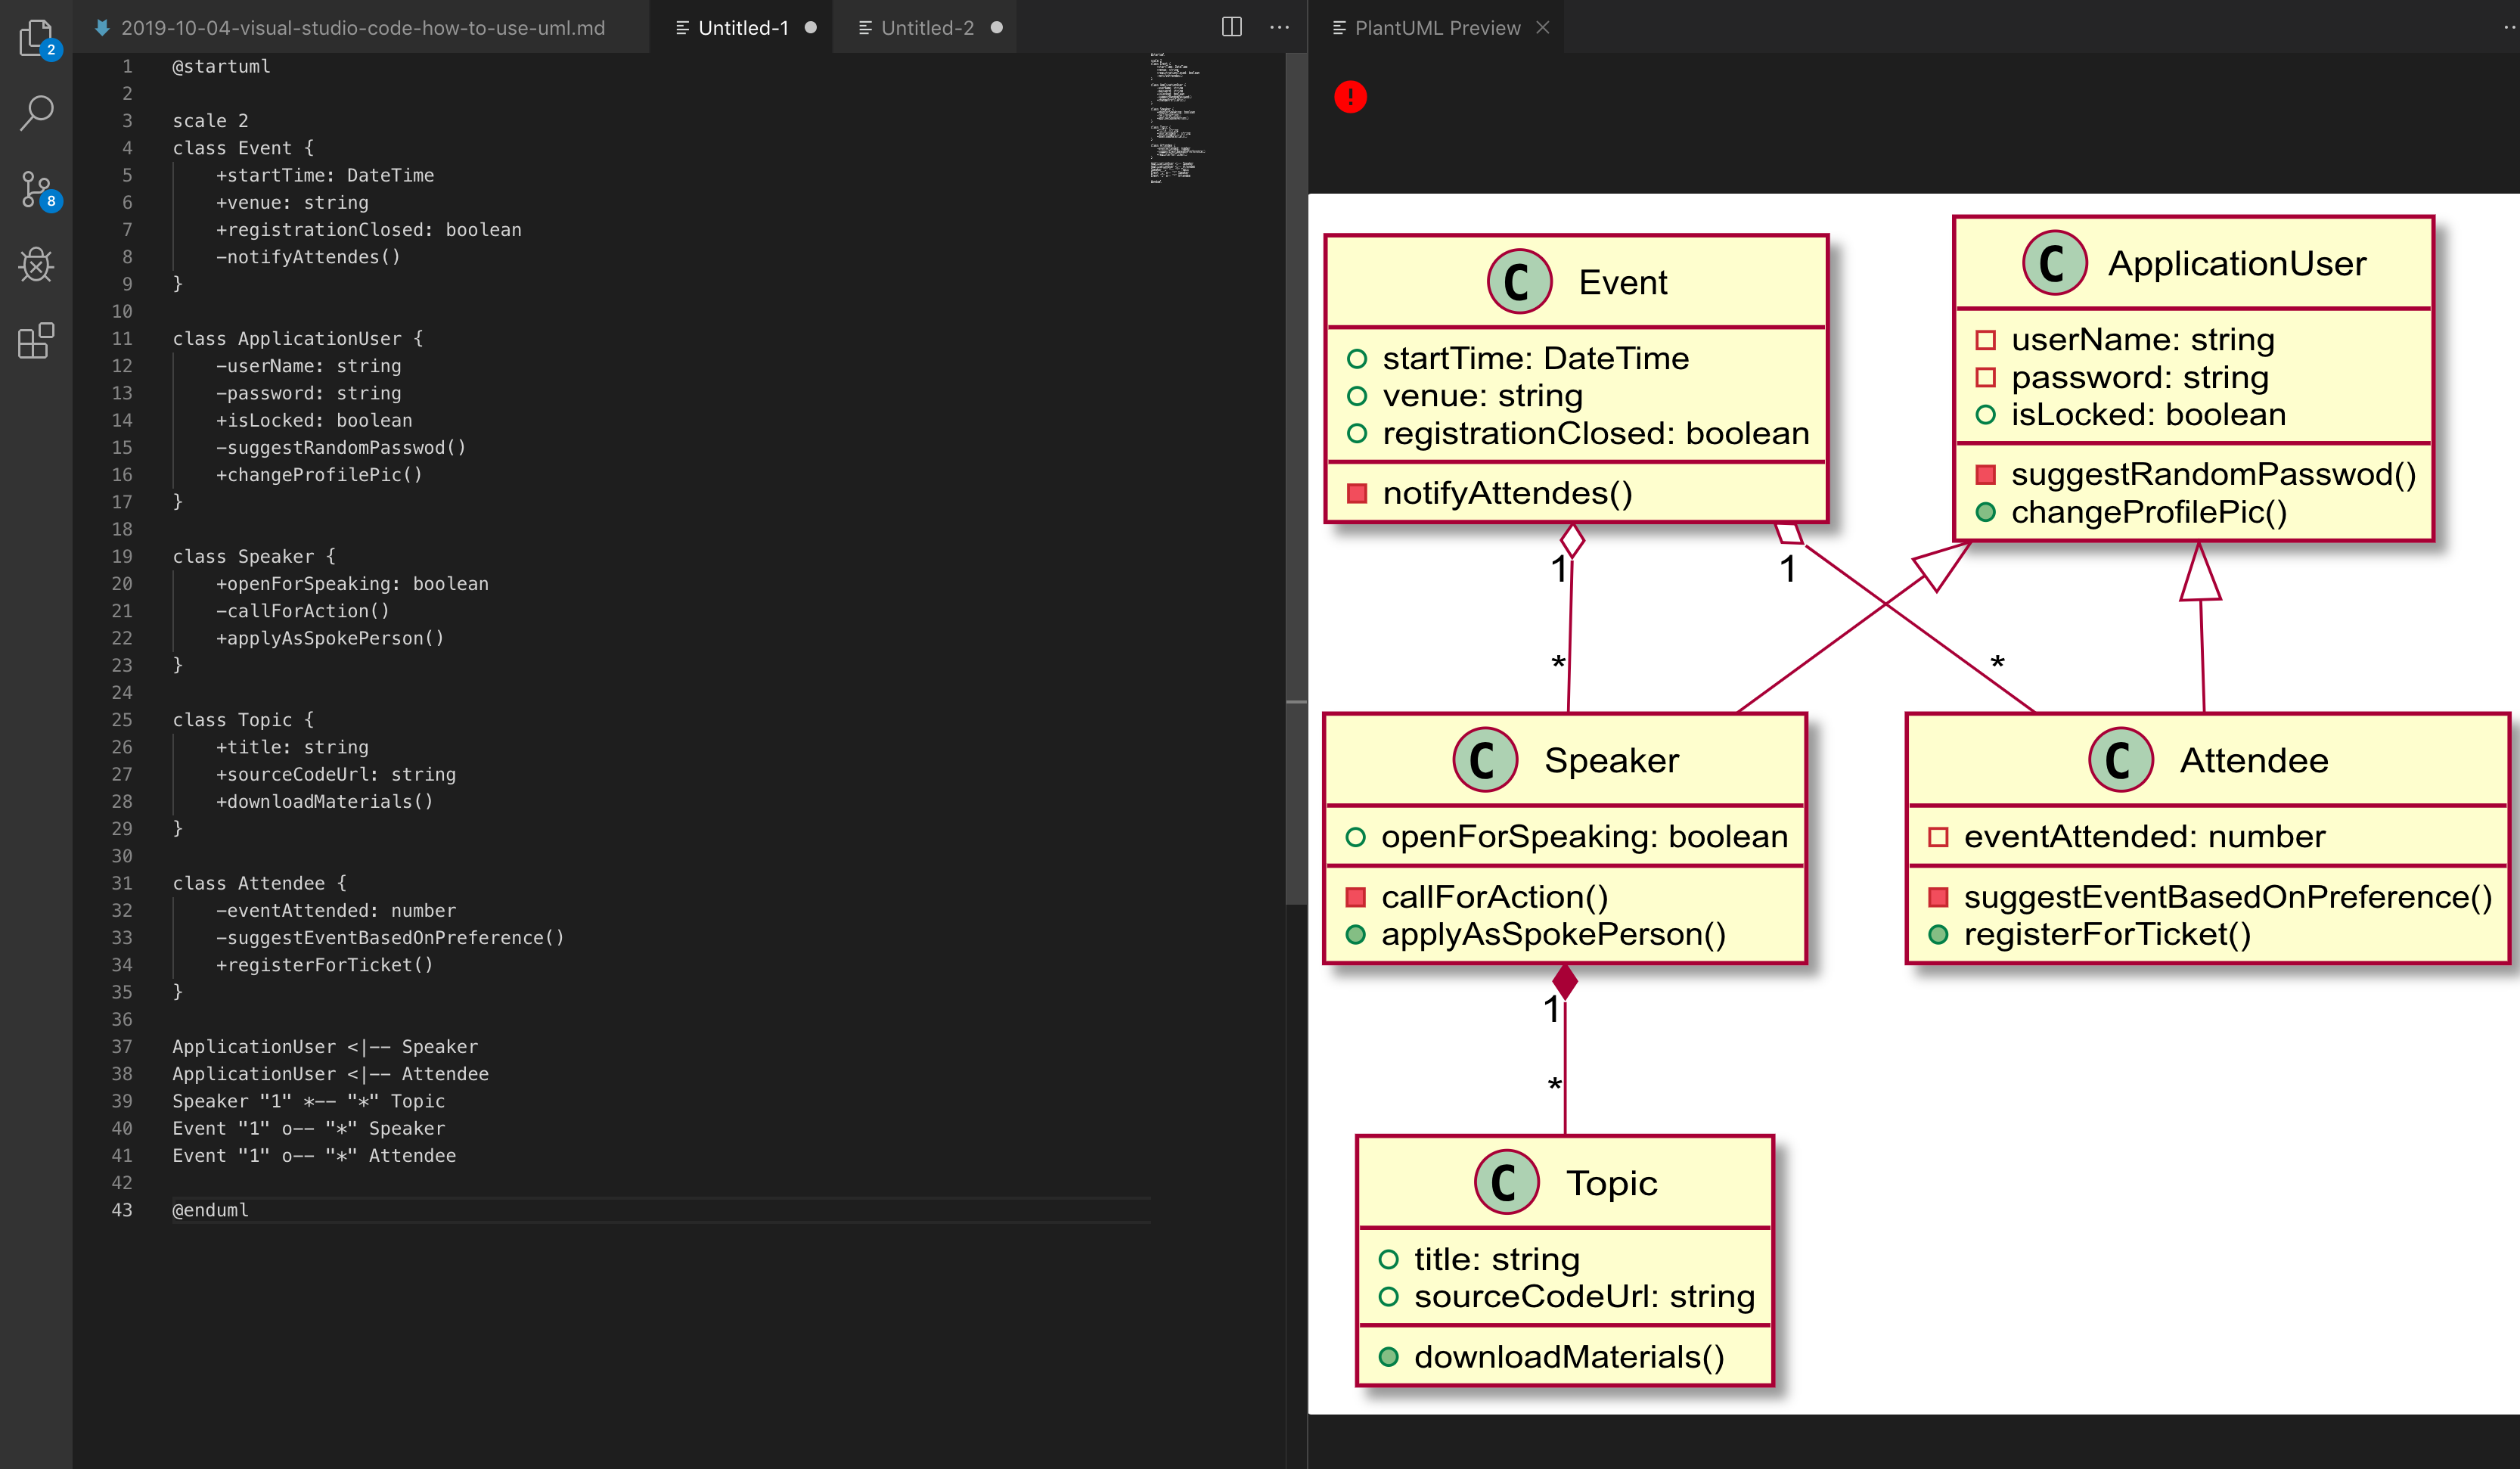 2019-10-04-visual-studio-code-how-to-use-uml.md
Untitled-1
Untitled-2
PlantUML Preview
2
8
1 @startuml
2
3 scale 2
4 class Event {
5 +startTime: DateTime
6 +venue: string
7 +registrationClosed: boolean
8 -notifyAttendes()
9 }
10
11 class ApplicationUser {
12 -userName: string
13 -password: string
14 +isLocked: boolean
15 -suggestRandomPasswod()
16 +changeProfilePic()
17 }
18
19 class Speaker {
20 +openForSpeaking: boolean
21 -callForAction()
22 +applyAsSpokePerson()
23 }
24
25 class Topic {
26 +title: string
27 +sourceCodeUrl: string
28 +downloadMaterials()
29 }
30
31 class Attendee {
32 -eventAttended: number
33 -suggestEventBasedOnPreference()
34 +registerForTicket()
35 }
36
37 ApplicationUser <|-- Speaker
38 ApplicationUser <|-- Attendee
39 Speaker "1" *-- "*" Topic
40 Event "1" o-- "*" Speaker
41 Event "1" o-- "*" Attendee
42
43 @enduml
!
C Event
startTime: DateTime
venue: string
registrationClosed: boolean
notifyAttendes()
C ApplicationUser
userName: string
password: string
isLocked: boolean
suggestRandomPasswod()
changeProfilePic()
1
1
*
*
C Speaker
openForSpeaking: boolean
callForAction()
applyAsSpokePerson()
C Attendee
eventAttended: number
suggestEventBasedOnPreference()
registerForTicket()
1
*
C Topic
title: string
sourceCodeUrl: string
downloadMaterials()